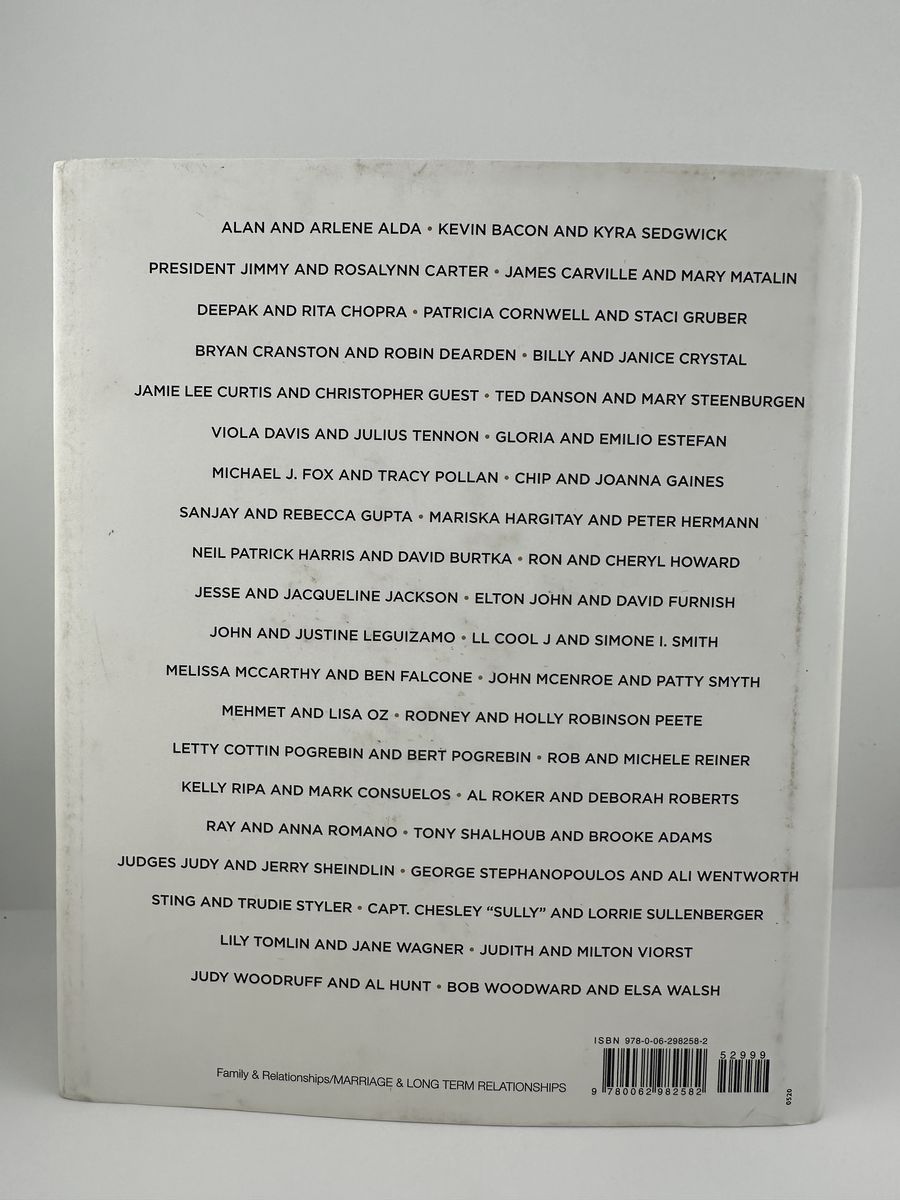 ALAN AND ARLENE ALDA • KEVIN BACON AND KYRA SEDGWICK
PRESIDENT JIMMY AND ROSALYNN CARTER • JAMES CARVILLE AND MARY MATALIN
DEEPAK AND RITA CHOPRA • PATRICIA CORNWELL AND STACI GRUBER
BRYAN CRANSTON AND ROBIN DEARDEN • BILLY AND JANICE CRYSTAL
JAMIE LEE CURTIS AND CHRISTOPHER GUEST • TED DANSON AND MARY STEENBURGEN
VIOLA DAVIS AND JULIUS TENNON • GLORIA AND EMILIO ESTEFAN
MICHAEL J. FOX AND TRACY POLLAN • CHIP AND JOANNA GAINES
SANJAY AND REBECCA GUPTA • MARISKA HARGITAY AND PETER HERMANN
NEIL PATRICK HARRIS AND DAVID BURTKA • RON AND CHERYL HOWARD
JESSE AND JACQUELINE JACKSON • ELTON JOHN AND DAVID FURNISH
JOHN AND JUSTINE LEGUIZAMO • LL COOL J AND SIMONE I. SMITH
MELISSA MCCARTHY AND BEN FALCONE • JOHN MCENROE AND PATTY SMYTH
MEHMET AND LISA OZ • RODNEY AND HOLLY ROBINSON PEETE
LETTY COTTIN POGREBIN AND BERT POGREBIN • ROB AND MICHELE REINER
KELLY RIPA AND MARK CONSUELOS • AL ROKER AND DEBORAH ROBERTS
RAY AND ANNA ROMANO • TONY SHALHOUB AND BROOKE ADAMS
JUDGES JUDY AND JERRY SHEINDLIN • GEORGE STEPHANOPOULOS AND ALI WENTWORTH
STING AND TRUDIE STYLER • CAPT. CHESLEY “SULLY” AND LORRIE SULLENBERGER
LILY TOMLIN AND JANE WAGNER • JUDITH AND MILTON VIORST
JUDY WOODRUFF AND AL HUNT • BOB WOODWARD AND ELSA WALSH
ISBN 978-0-06-298258-2
52999
9 780062 982582
0520
Family & Relationships/MARRIAGE & LONG TERM RELATIONSHIPS